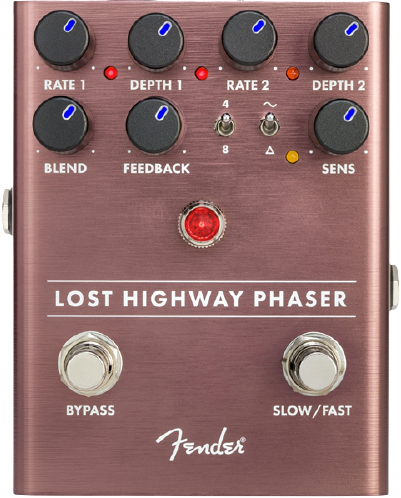 RATE 1 DEPTH 1 RATE 2 DEPTH 2
4 ~
BLEND FEEDBACK 8 Δ SENS
LOST HIGHWAY PHASER
BYPASS SLOW/FAST
Fender